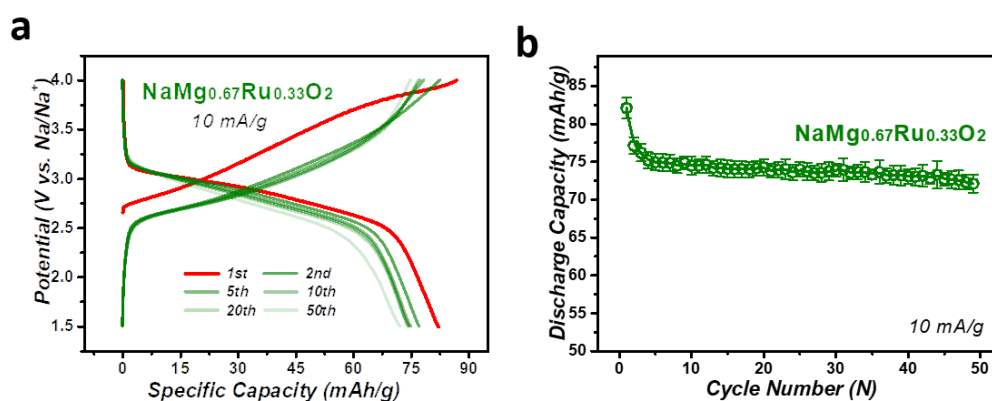 a
NaMg0.67Ru0.33O2
10 mA/g
Potential (V vs. Na/Na+)
4.0
3.5
3.0
2.5
2.0
1.5
1st 2nd
5th 10th
20th 50th
0 15 30 45 60 75 90
Specific Capacity (mAh/g)
b
NaMg0.67Ru0.33O2
Discharge Capacity (mAh/g)
85
80
75
70
65
60
55
50
10 mA/g
0 10 20 30 40 50
Cycle Number (N)